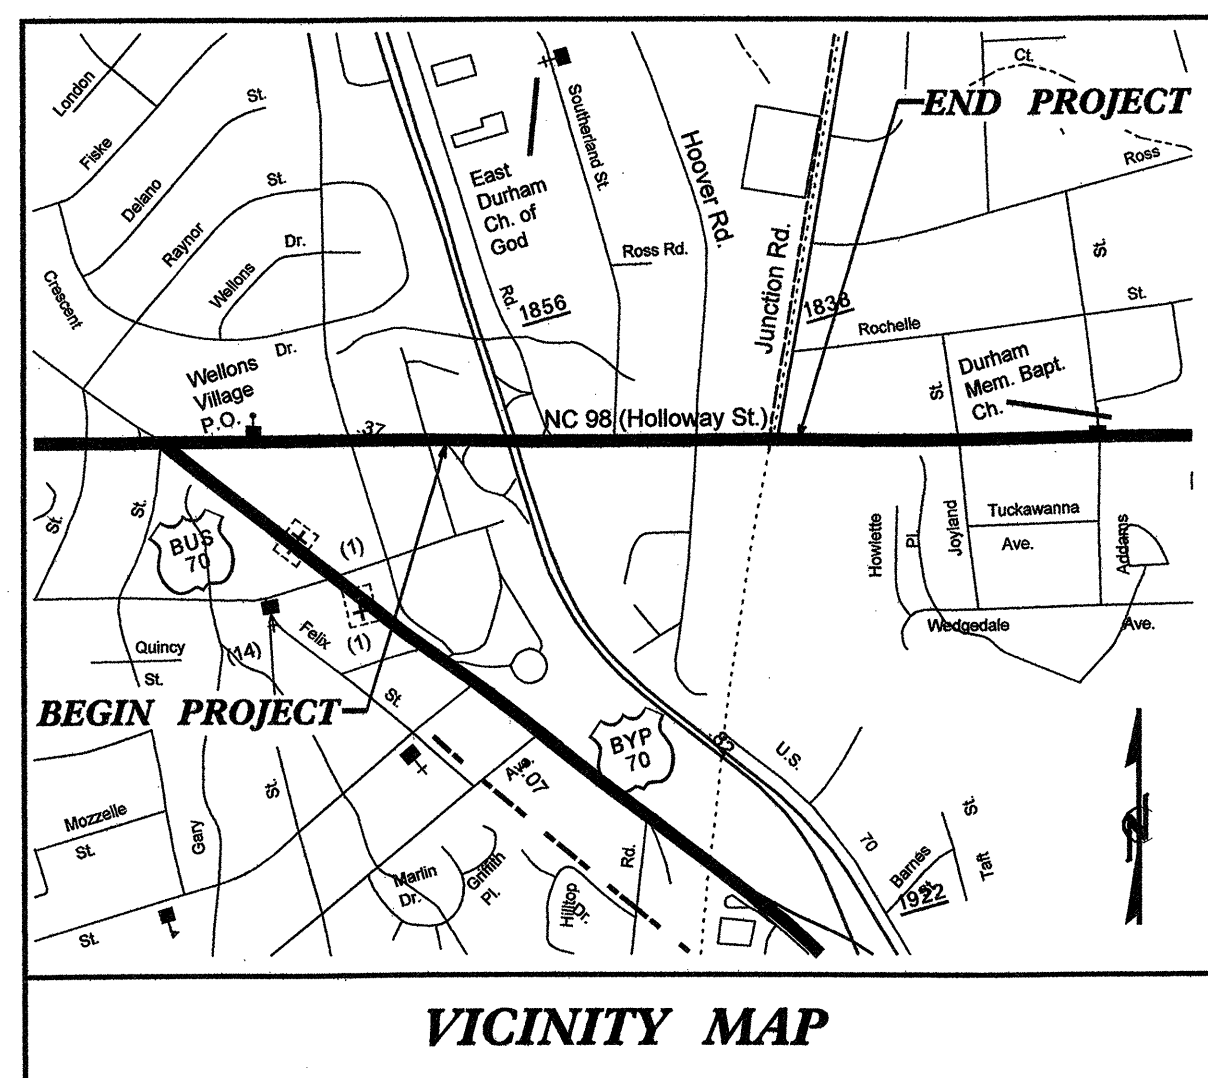 London
Fiske
St.
Delano
St.
Raynor
Dr.
Wellons
Crescent
Dr.
Wellons
Village
P.O.
East
Durham
Ch. of
God
Southerland St.
Hoover Rd.
Ross Rd.
Rd.
1856
Junction Rd.
1838
Ct.
END PROJECT
Ross
St.
St.
Rochelle
Durham
Mem. Bapt.
Ch.
St.
NC 98 (Holloway St.)
.37
St.
St.
BUS
70
(1)
(1)
Felix
St.
(14)
Quincy
St.
BEGIN PROJECT
Howlette
Pl.
Joyland
Tuckawanna
Ave.
Addams
Wedgedale
Ave.
BYP
70
.82
U.S.
70
Ave.
.07
Mozzelle
St.
Gary
St.
St.
Marlin
Dr.
Griffith
Pl.
Hilltop
Dr.
Rd.
Barnes
St.
1922
St.
Taft
N
VICINITY MAP